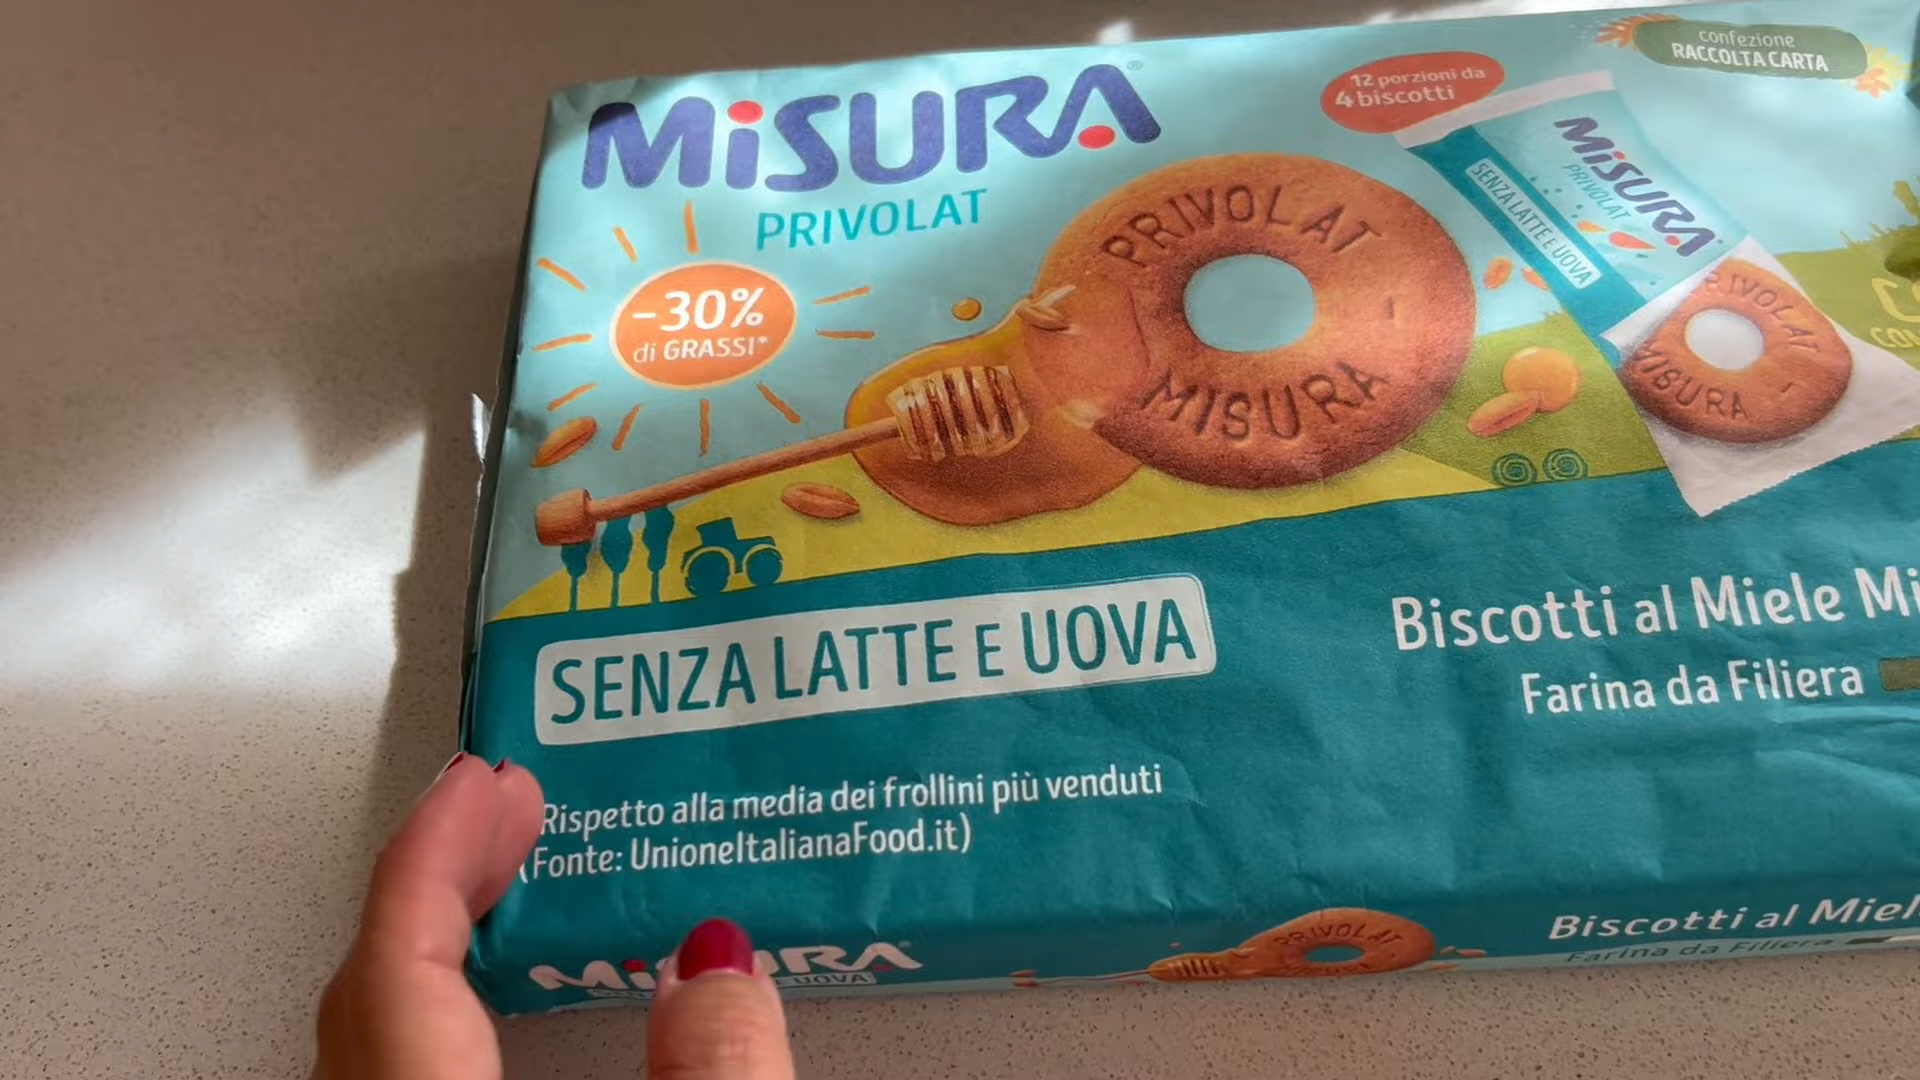 MiSURA®
PRIVOLAT
-30%
di GRASSI*
12 porzioni da
4 biscotti
confezione
RACCOLTA CARTA
MiSURA
PRIVOLAT
SENZA LATTE E UOVA
PRIVOLAT
MISURA
PRIVOLAT
MISURA
SENZA LATTE E UOVA
Biscotti al Miele
Farina da Filiera
Rispetto alla media dei frollini più venduti
(Fonte: UnioneItalianaFood.it)
UOVA
PRIVOLAT
MISURA
Biscotti al
Farina da Filiera